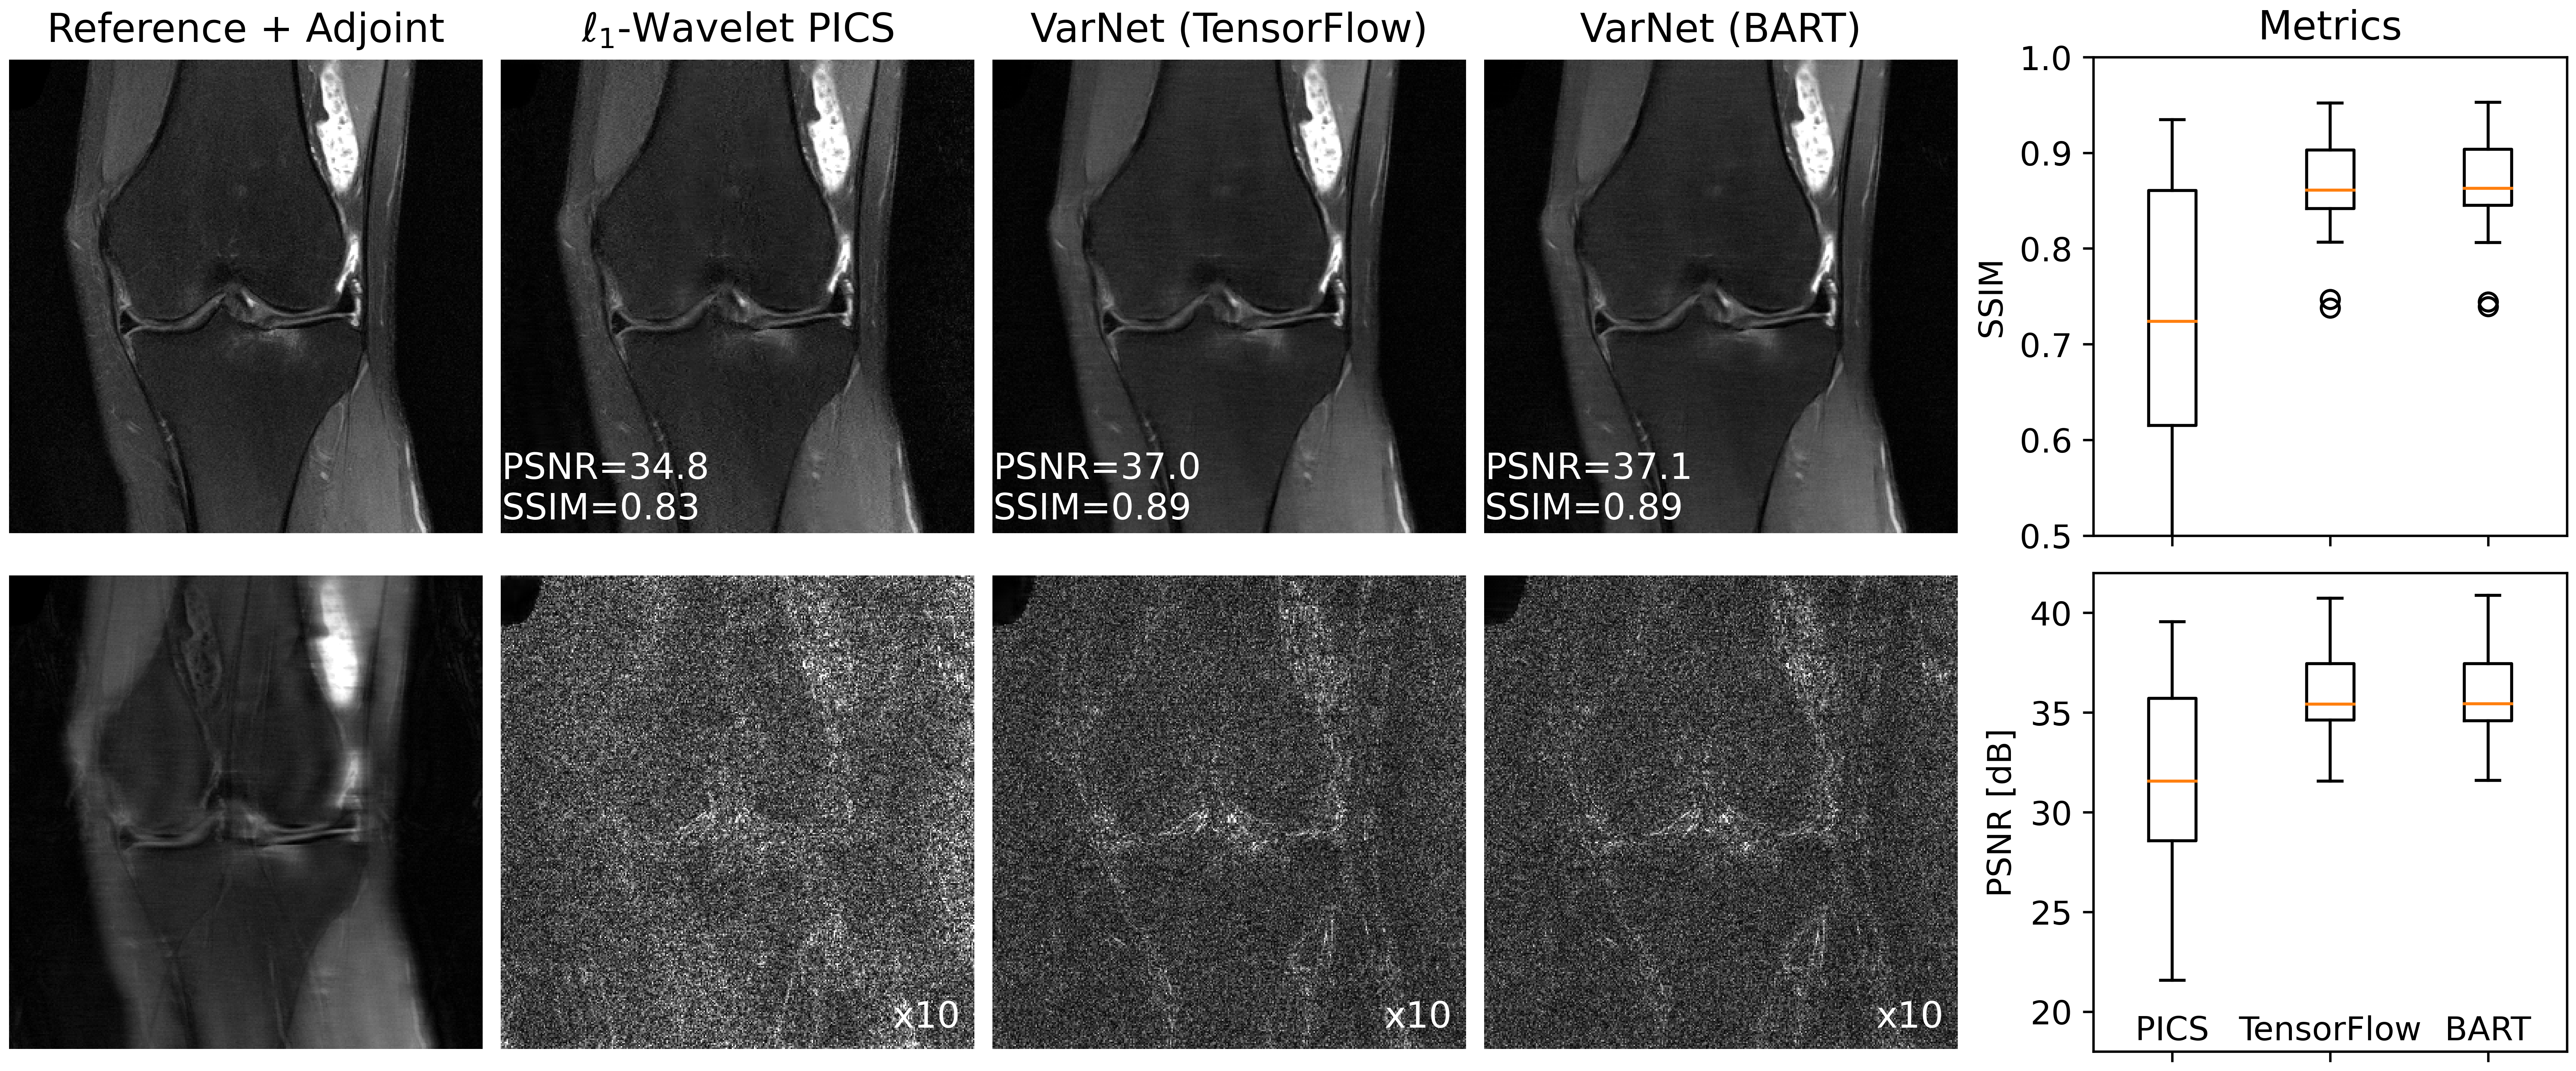 Reference + Adjoint
ℓ₁-Wavelet PICS
VarNet (TensorFlow)
VarNet (BART)
Metrics
PSNR=34.8
SSIM=0.83
PSNR=37.0
SSIM=0.89
PSNR=37.1
SSIM=0.89
SSIM
1.0
0.9
0.8
0.7
0.6
0.5
x10
x10
x10
PSNR [dB]
40
35
30
25
20
PICS
TensorFlow
BART